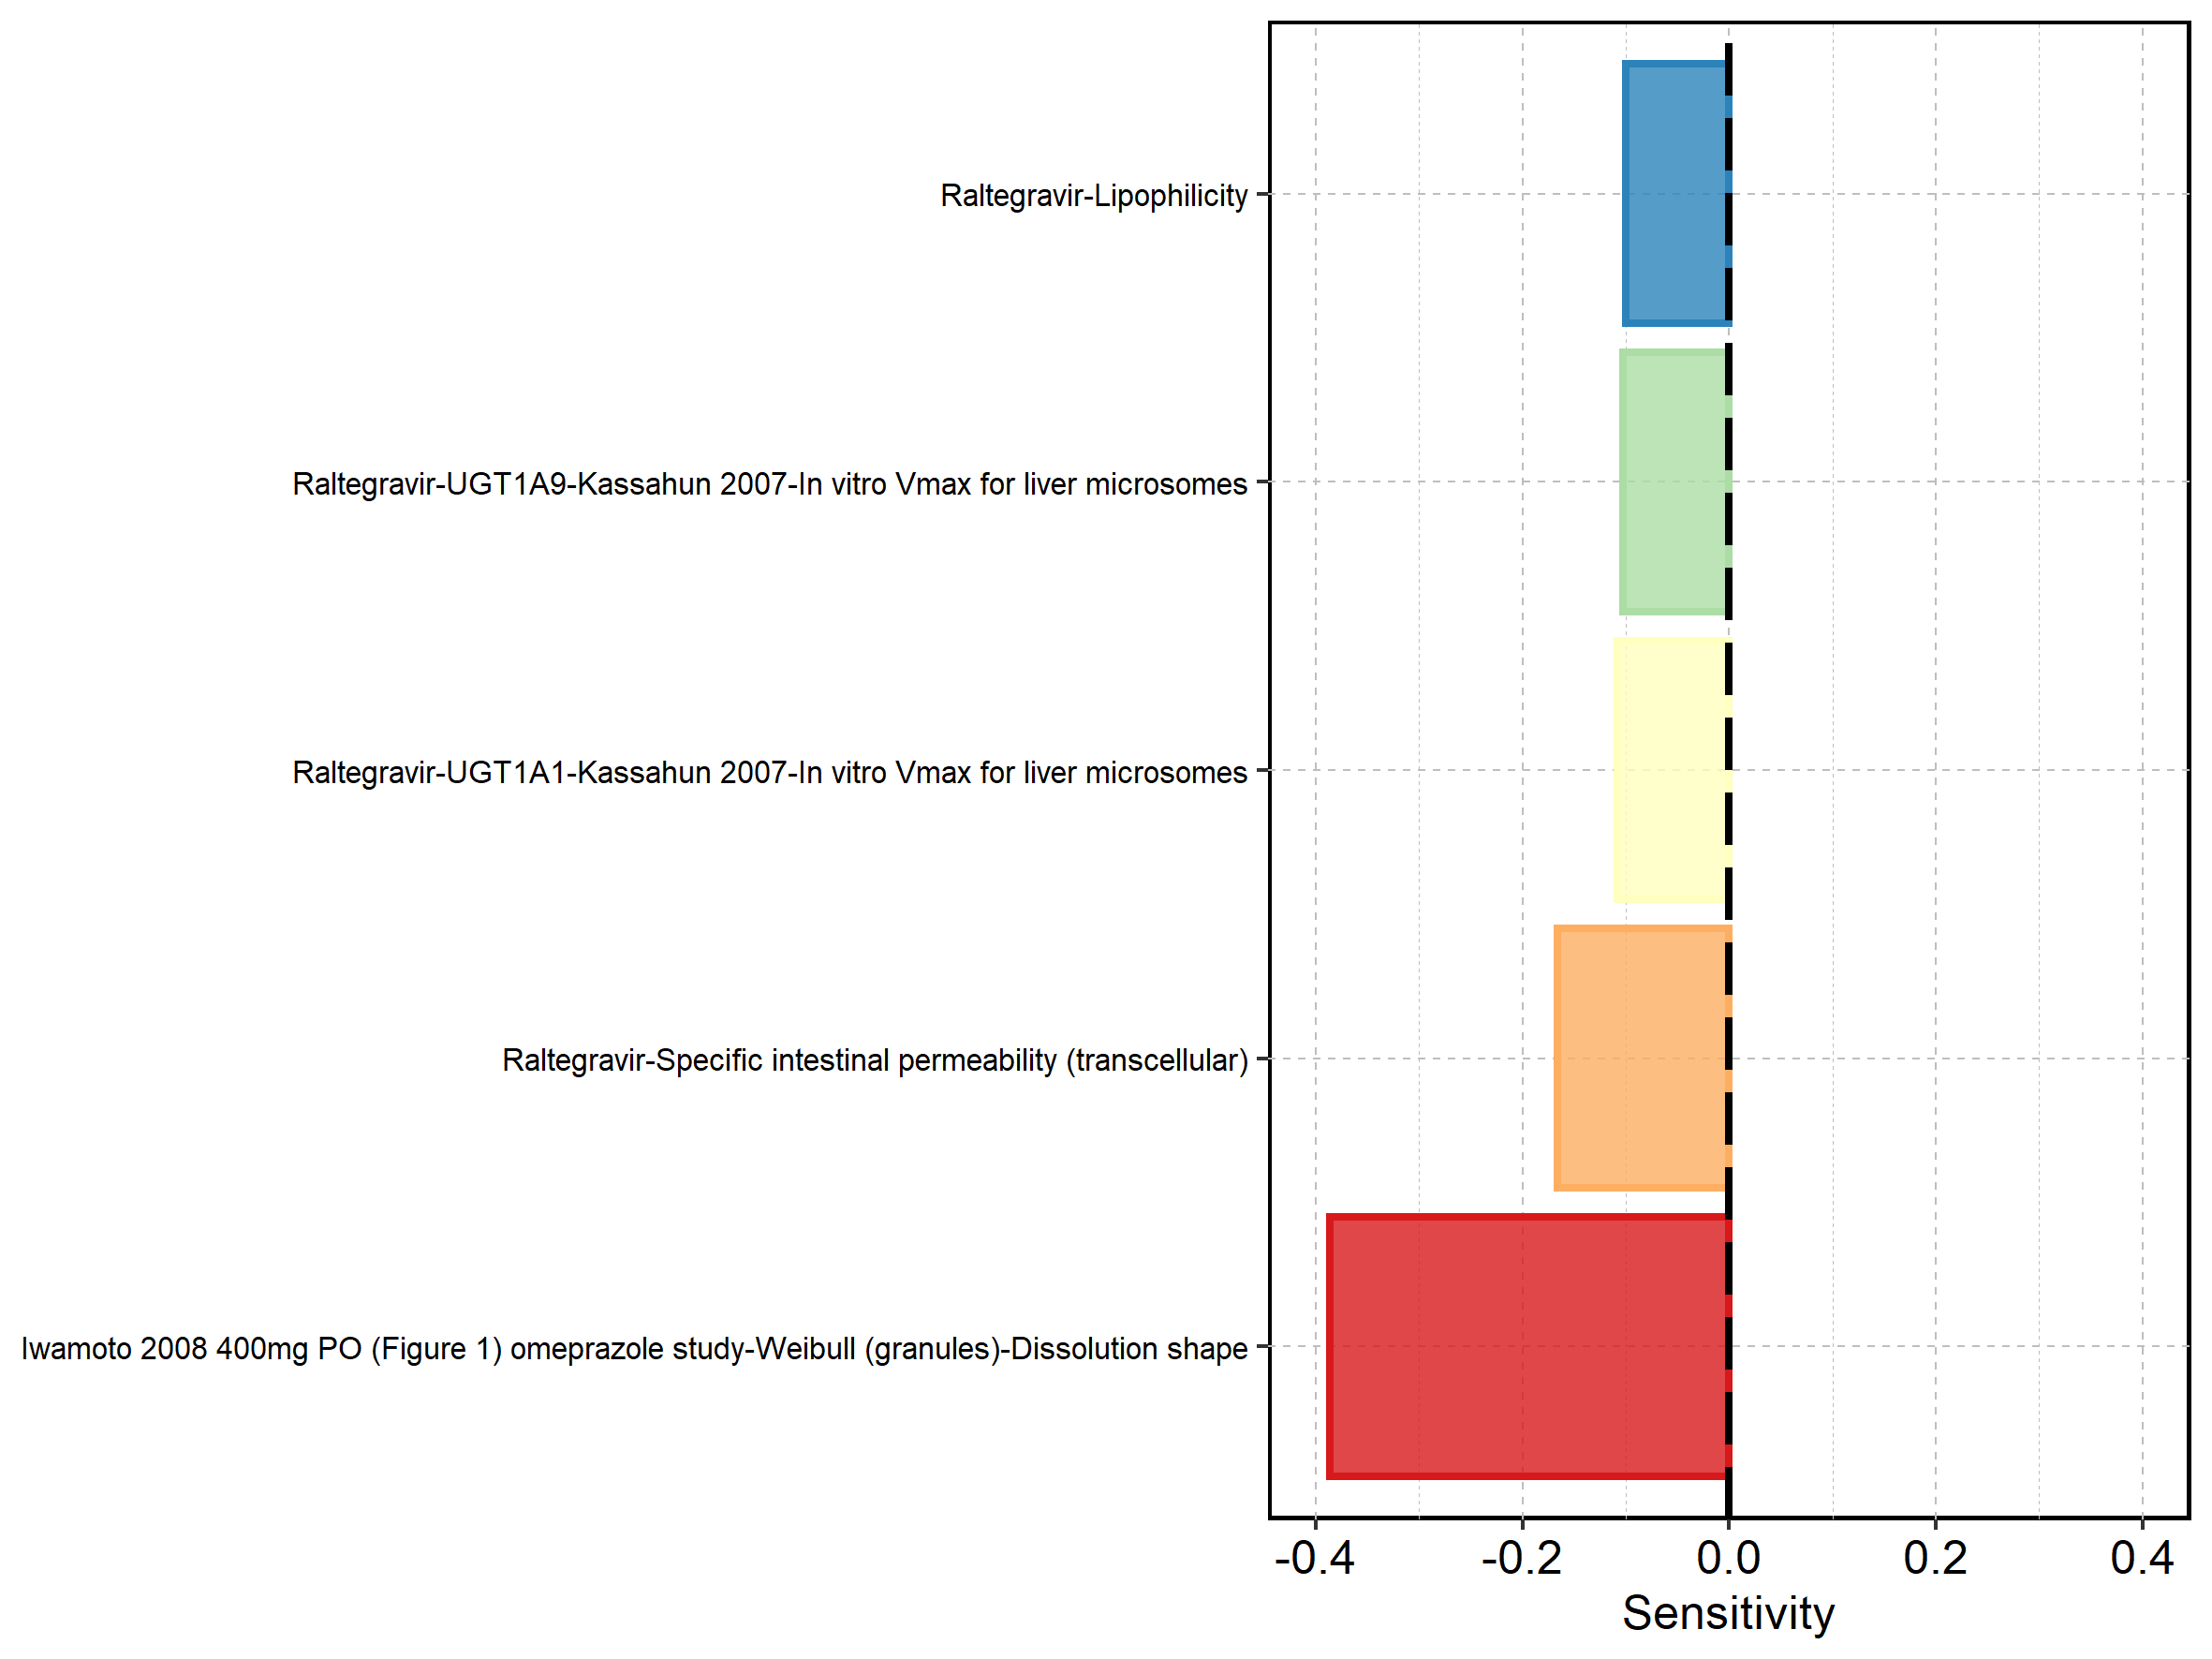 Raltegravir-Lipophilicity
Raltegravir-UGT1A9-Kassahun 2007-In vitro Vmax for liver microsomes
Raltegravir-UGT1A1-Kassahun 2007-In vitro Vmax for liver microsomes
Raltegravir-Specific intestinal permeability (transcellular)
Iwamoto 2008 400mg PO (Figure 1) omeprazole study-Weibull (granules)-Dissolution shape
-0.4 -0.2 0.0 0.2 0.4
Sensitivity